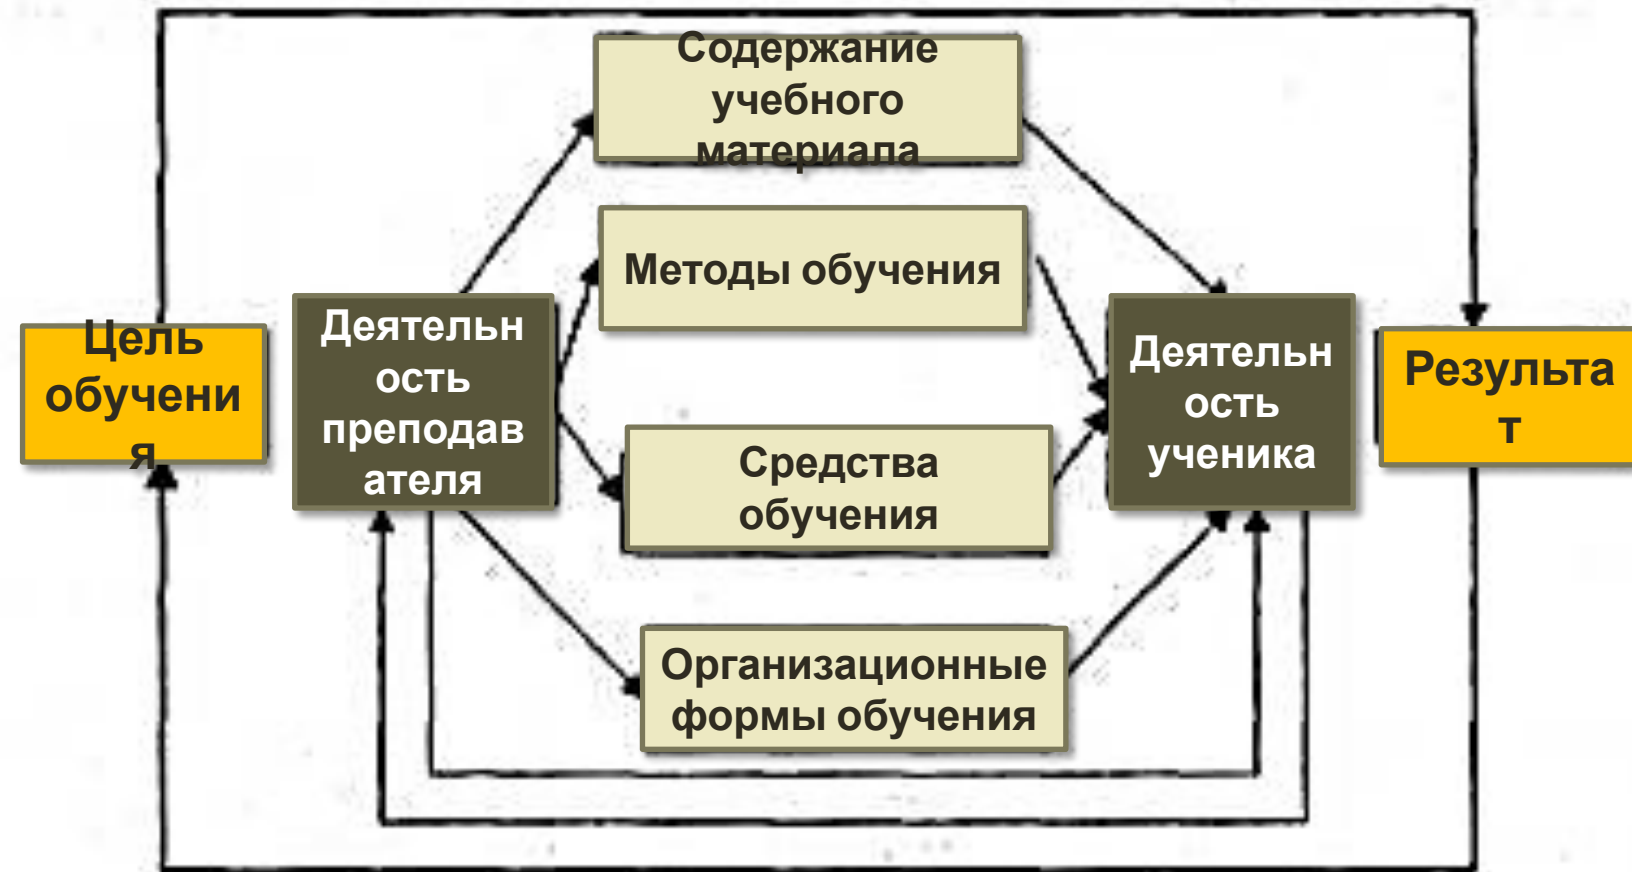 Содержание
учебного
материала
Методы обучения
Цель
обучени
я
Деятельн
ость
преподав
ателя
Средства
обучения
Организационные
формы обучения
Деятельн
ость
ученика
Результа
т